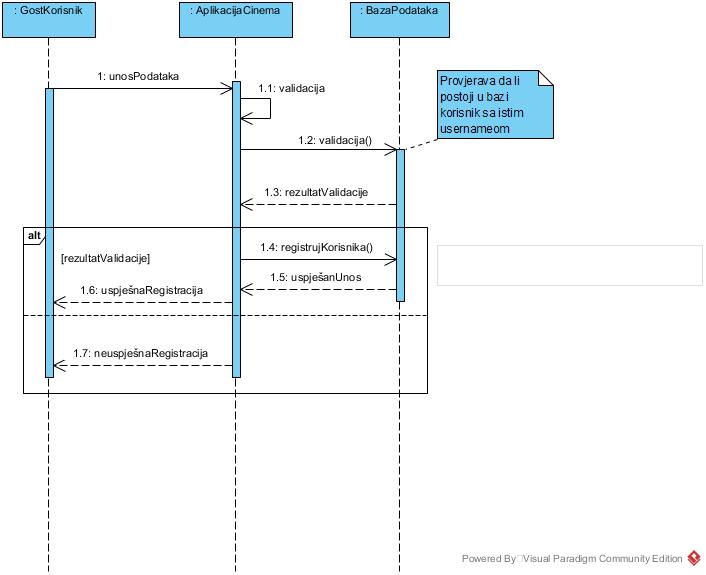 : GostKorisnik
: AplikacijaCinema
: BazaPodataka
1: unosPodataka
1.1: validacija
Provjerava da li
postoji u bazi
korisnik sa istim
usernameom
1.2: validacija()
1.3: rezultatValidacije
alt
[rezultatValidacije]
1.4: registrujKorisnika()
1.5: uspješanUnos
1.6: uspješnaRegistracija
1.7: neuspješnaRegistracija
Powered By Visual Paradigm Community Edition